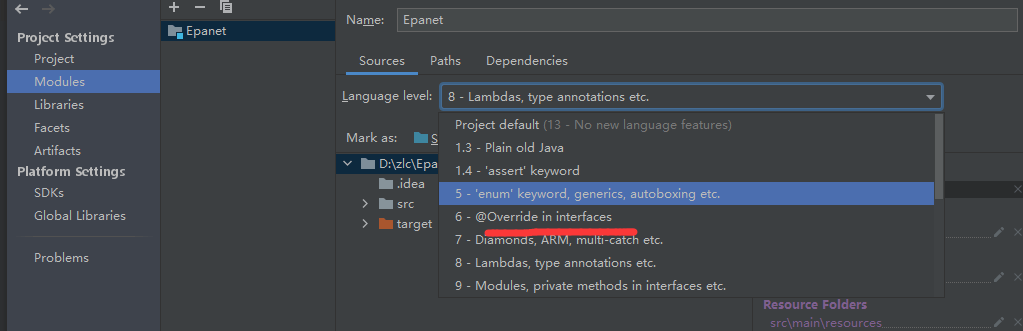 Project Settings
Project
Modules
Libraries
Facets
Artifacts
Platform Settings
SDKs
Global Libraries
Problems
Epanet
Name: Epanet
Sources Paths Dependencies
Language level: 8 - Lambdas, type annotations etc.
Project default (13 - No new language features)
1.3 - Plain old Java
1.4 - 'assert' keyword
5 - 'enum' keyword, generics, autoboxing etc.
6 - @Override in interfaces
7 - Diamonds, ARM, multi-catch etc.
8 - Lambdas, type annotations etc.
9 - Modules, private methods in interfaces etc.
Mark as: S
D:\zlc\Epa
.idea
src
target
Resource Folders
src\main\resources